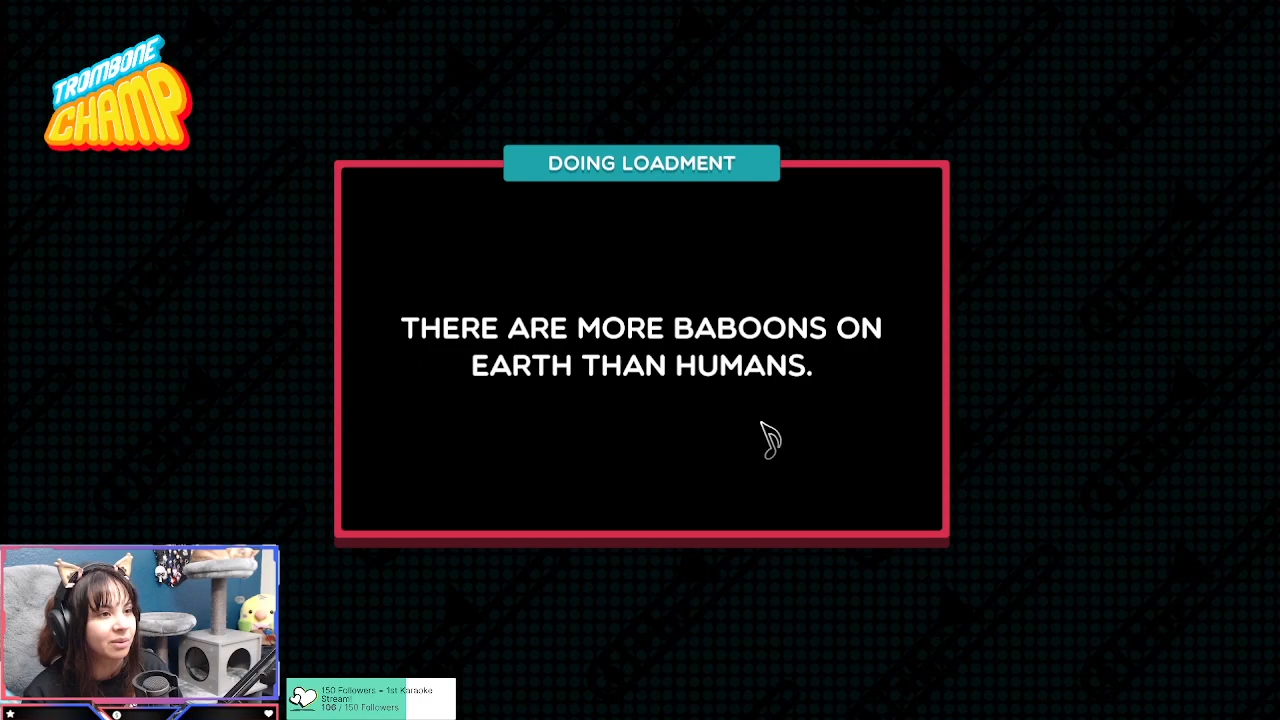 TROMBONE
CHAMP
DOING LOADMENT
THERE ARE MORE BABOONS ON
EARTH THAN HUMANS.
150 Followers = 1st Karaoke
Stream!
106 / 150 Followers